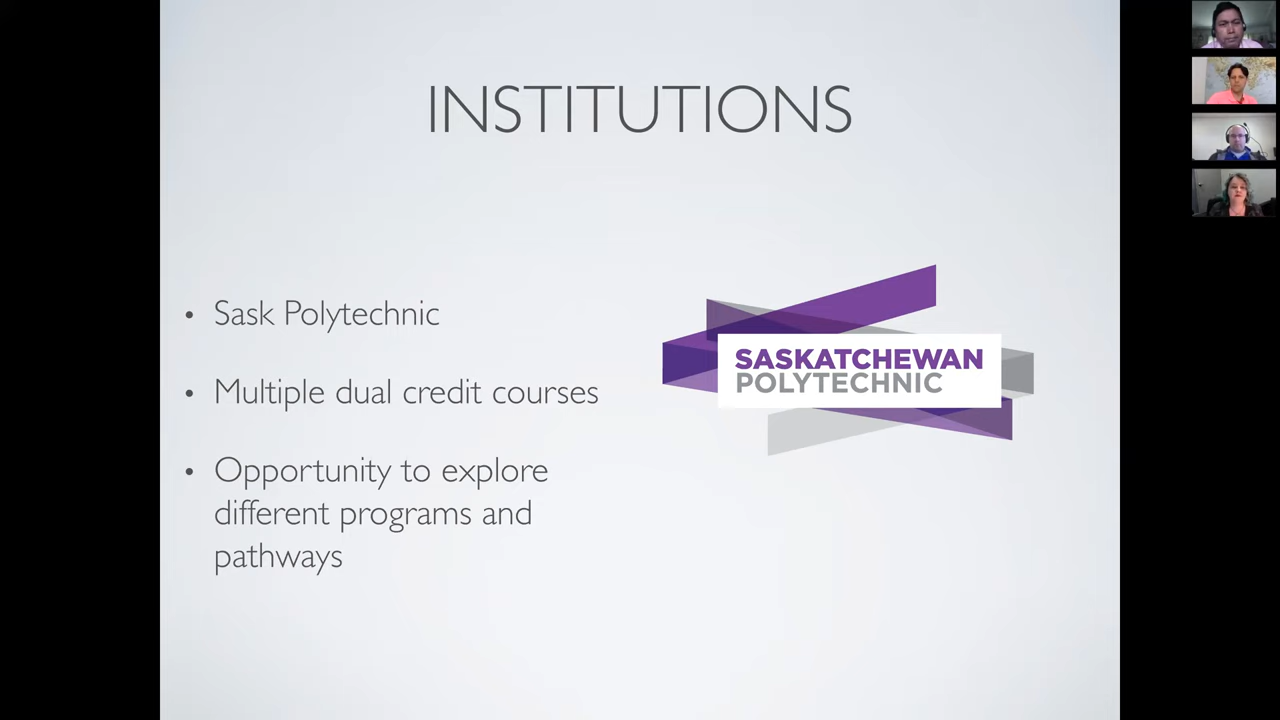 INSTITUTIONS
• Sask Polytechnic
• Multiple dual credit courses
• Opportunity to explore
different programs and
pathways
SASKATCHEWAN
POLYTECHNIC